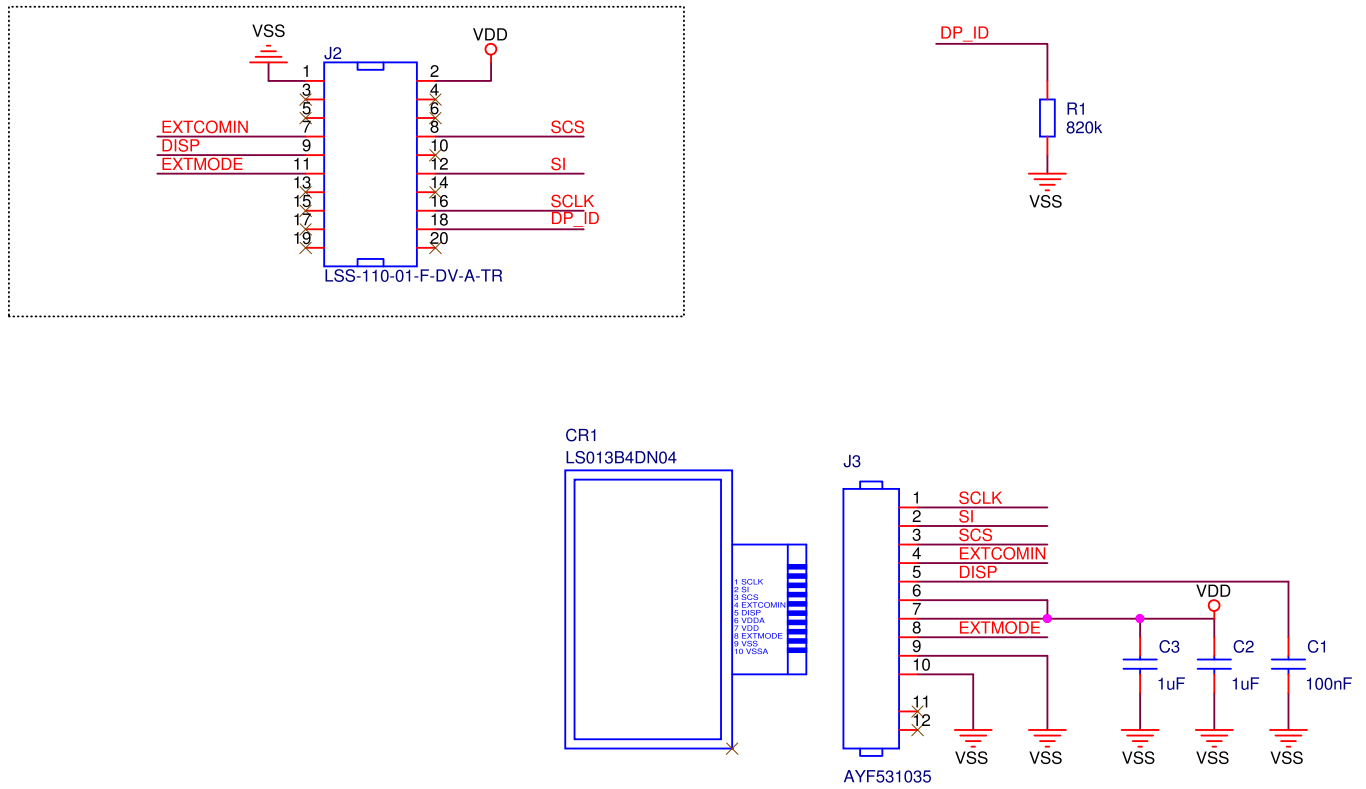 VSS
VDD
J2
1 2
3 4
5 6
EXTCOMIN 7 8 SCS
DISP 9 10
EXTMODE 11 12 SI
13 14
15 16 SCLK
17 18 DP_ID
19 20
LSS-110-01-F-DV-A-TR
DP_ID
R1
820k
VSS
CR1
LS013B4DN04
1 SCLK
2 SI
3 SCS
4 EXTCOMIN
5 DISP
6 VDDA
7 VDD
8 EXTMODE
9 VSS
10 VSSA
J3
1 SCLK
2 SI
3 SCS
4 EXTCOMIN
5 DISP
6
7
8 EXTMODE
9
10
11
12
AYF531035
VDD
C3
1uF
C2
1uF
C1
100nF
VSS VSS VSS VSS VSS